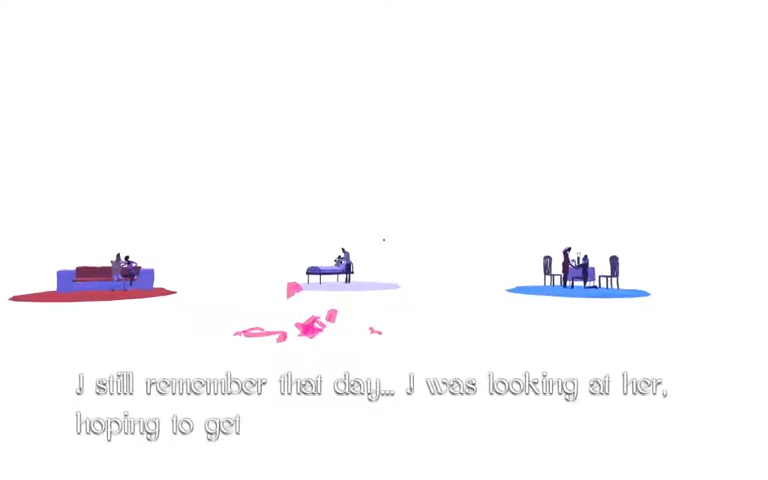 I still remember that day... I was looking at her,
hoping to get